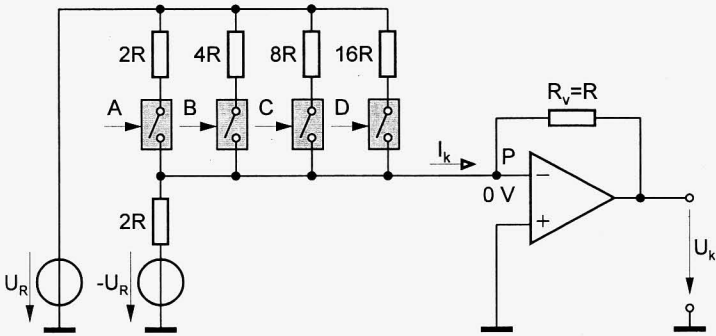 2R
4R
8R
16R
A
B
C
D
R_v=R
I_k
P
0 V
−
+
2R
U_R
-U_R
U_k